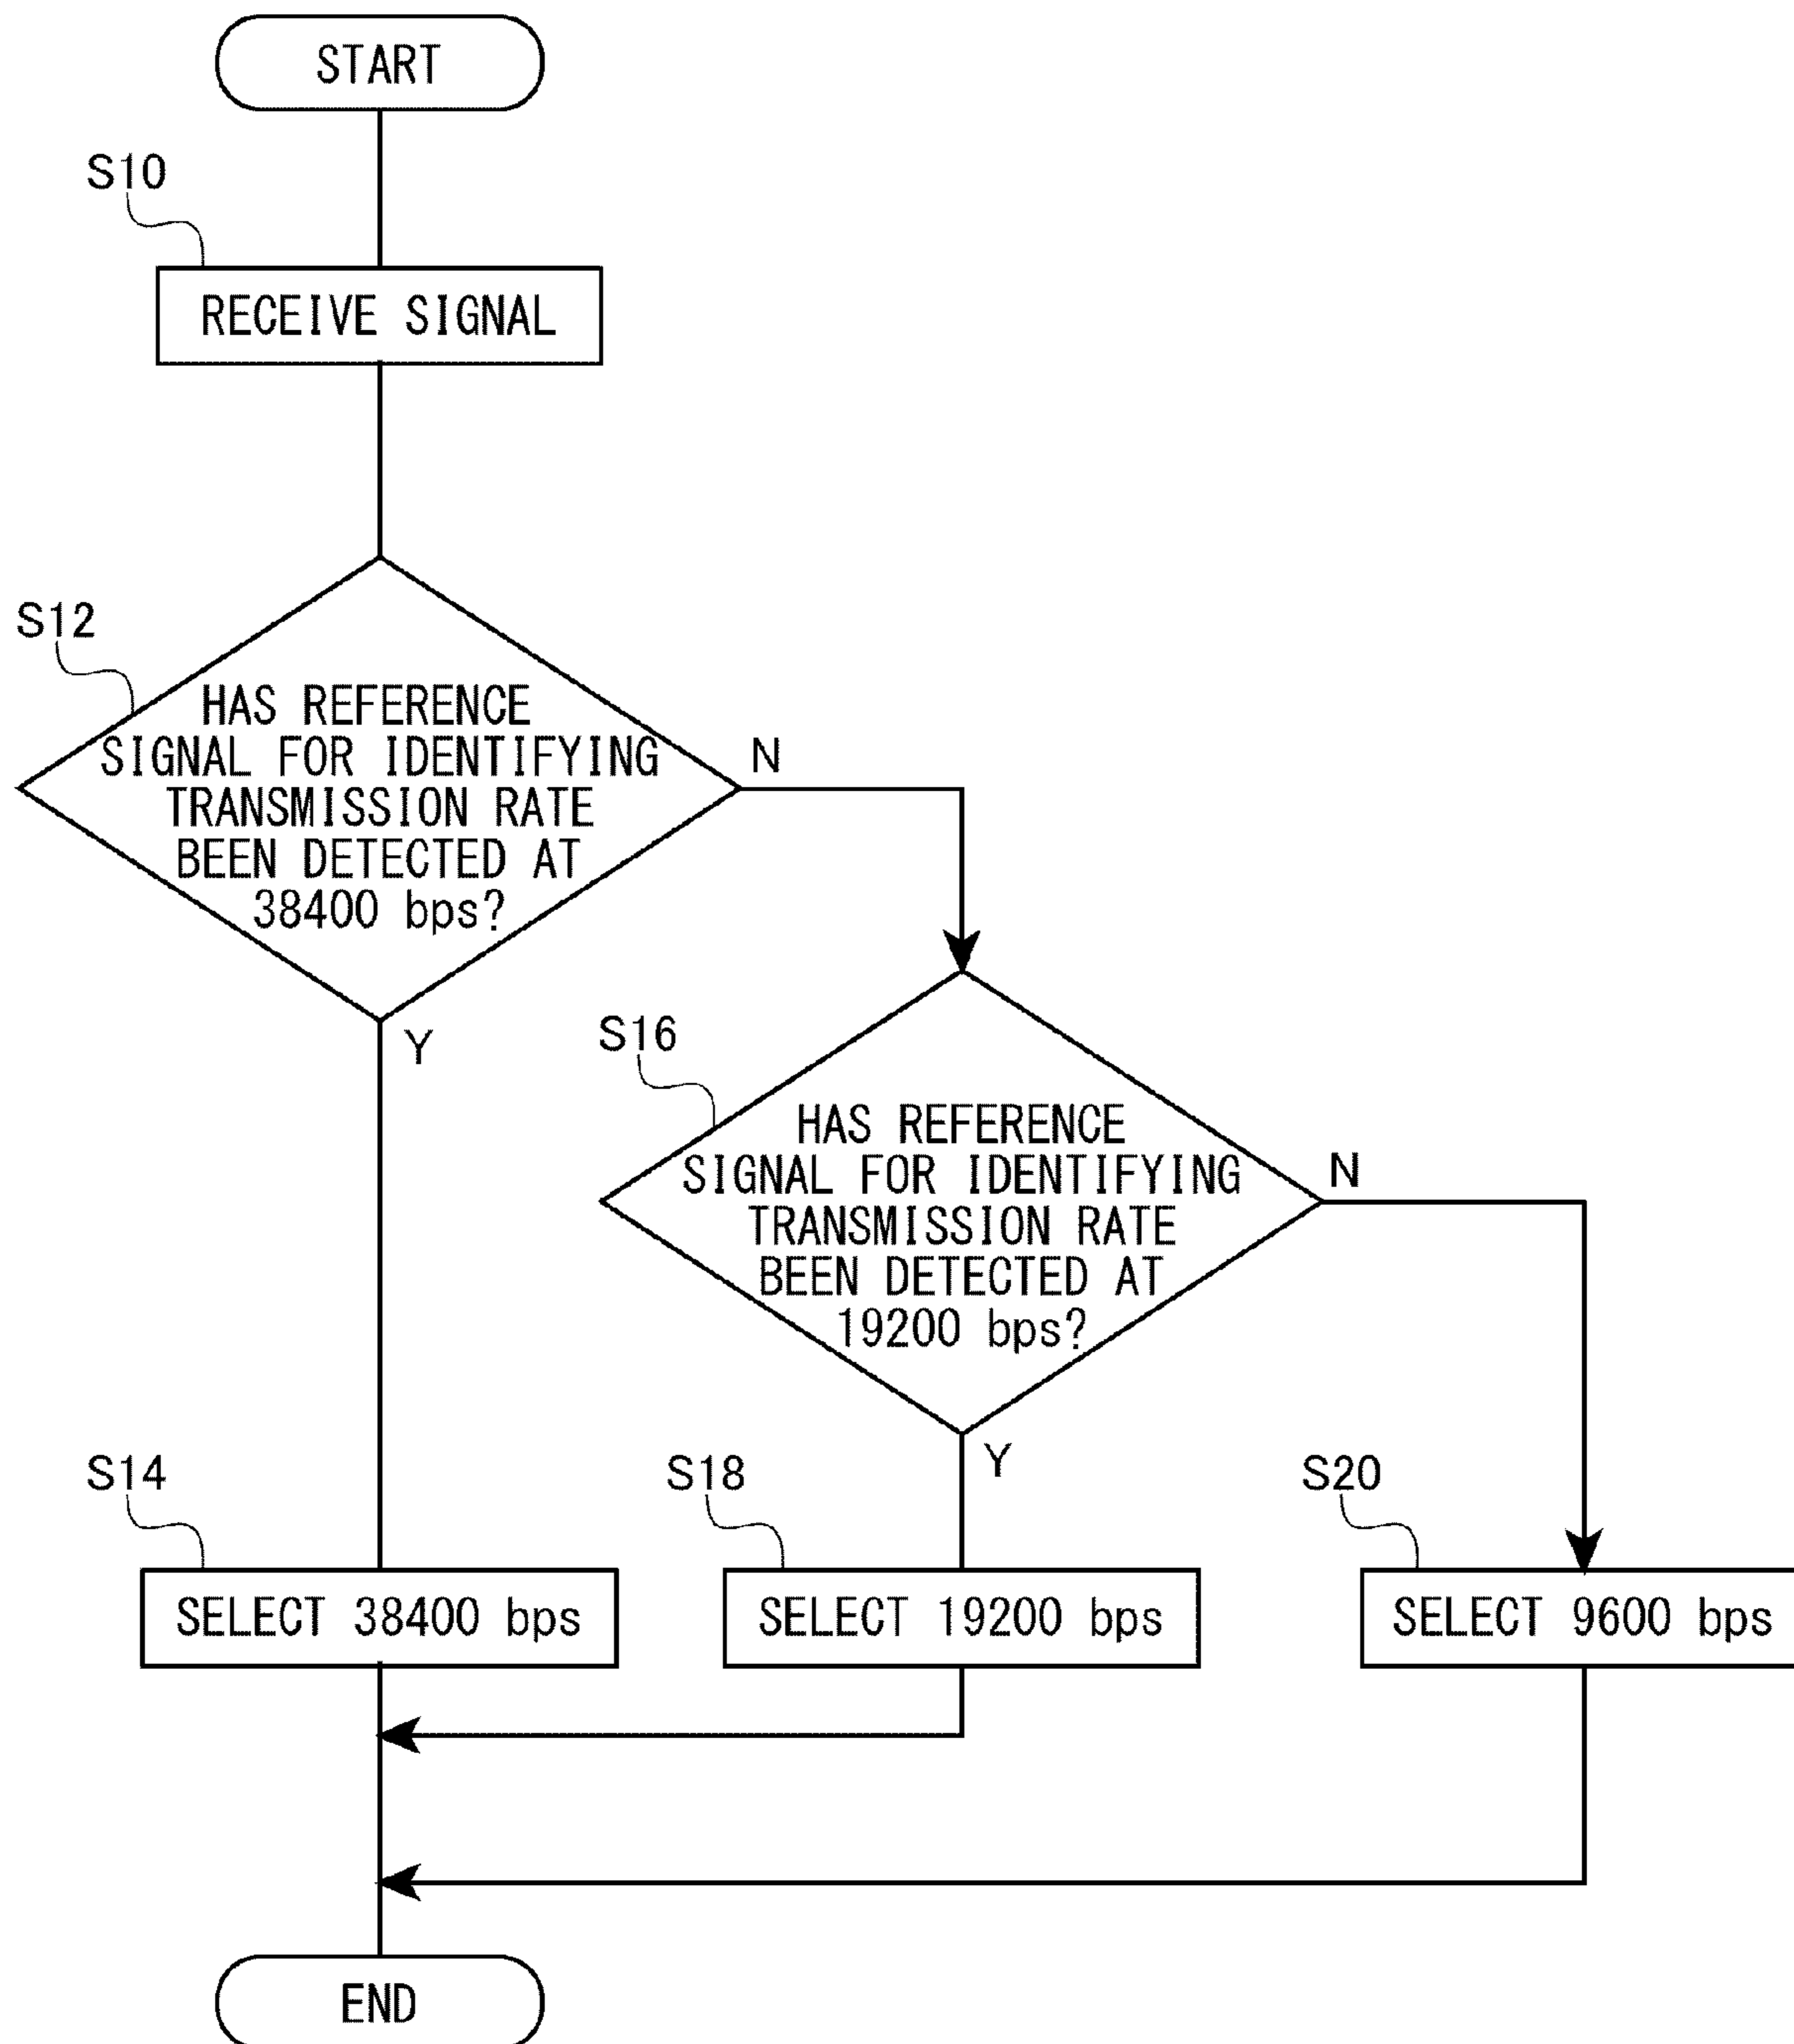 START
S10
RECEIVE SIGNAL
S12
HAS REFERENCE
SIGNAL FOR IDENTIFYING
TRANSMISSION RATE
BEEN DETECTED AT
38400 bps?
N
Y
S16
HAS REFERENCE
SIGNAL FOR IDENTIFYING
TRANSMISSION RATE
BEEN DETECTED AT
19200 bps?
N
Y
S14
SELECT 38400 bps
S18
SELECT 19200 bps
S20
SELECT 9600 bps
END